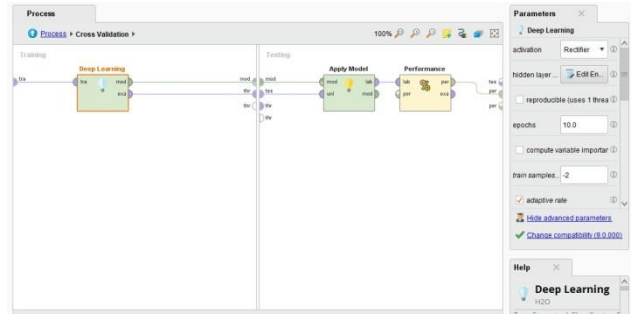 Process
Process ▸ Cross Validation ▸
100%
Training
Testing
Deep Learning
tra
tra
mod
exa
mod
thr
thr
mod
tes
thr
thr
Apply Model
mod
unl
lab
mod
Performance
lab
per
per
exa
tes
per
per
Parameters
Deep Learning
activation
Rectifier
hidden layer ...
Edit En...
reproducible (uses 1 threa
epochs
10.0
compute variable importar
train samples...
-2
adaptive rate
Hide advanced parameters
Change compatibility (9.0.000)
Help
Deep Learning
H2O